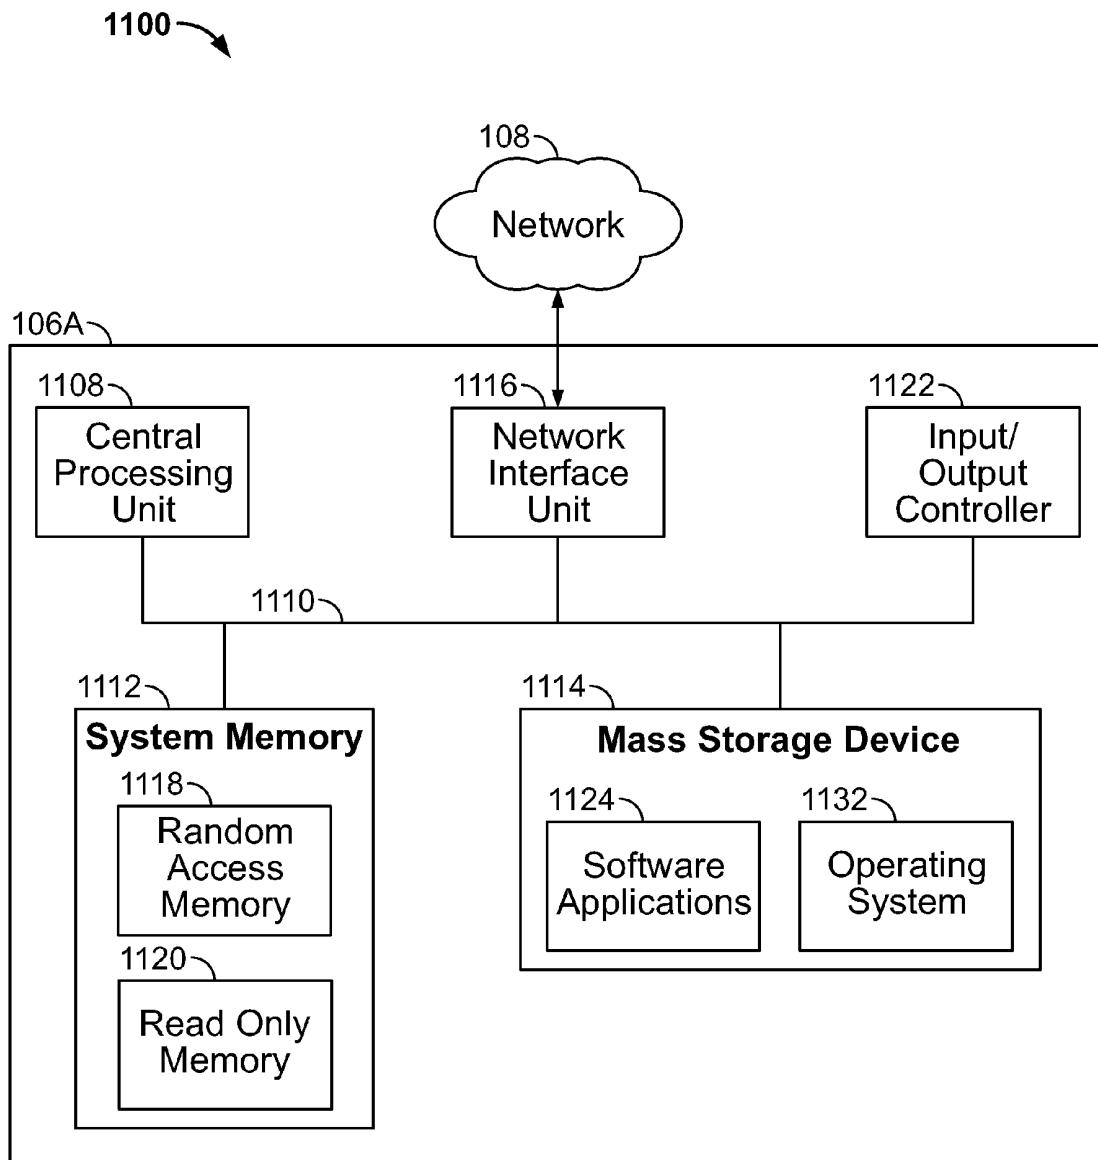 1100
108
Network
106A
1108
Central
Processing
Unit
1116
Network
Interface
Unit
1122
Input/
Output
Controller
1110
1112
System Memory
1118
Random
Access
Memory
1120
Read Only
Memory
1114
Mass Storage Device
1124
Software
Applications
1132
Operating
System